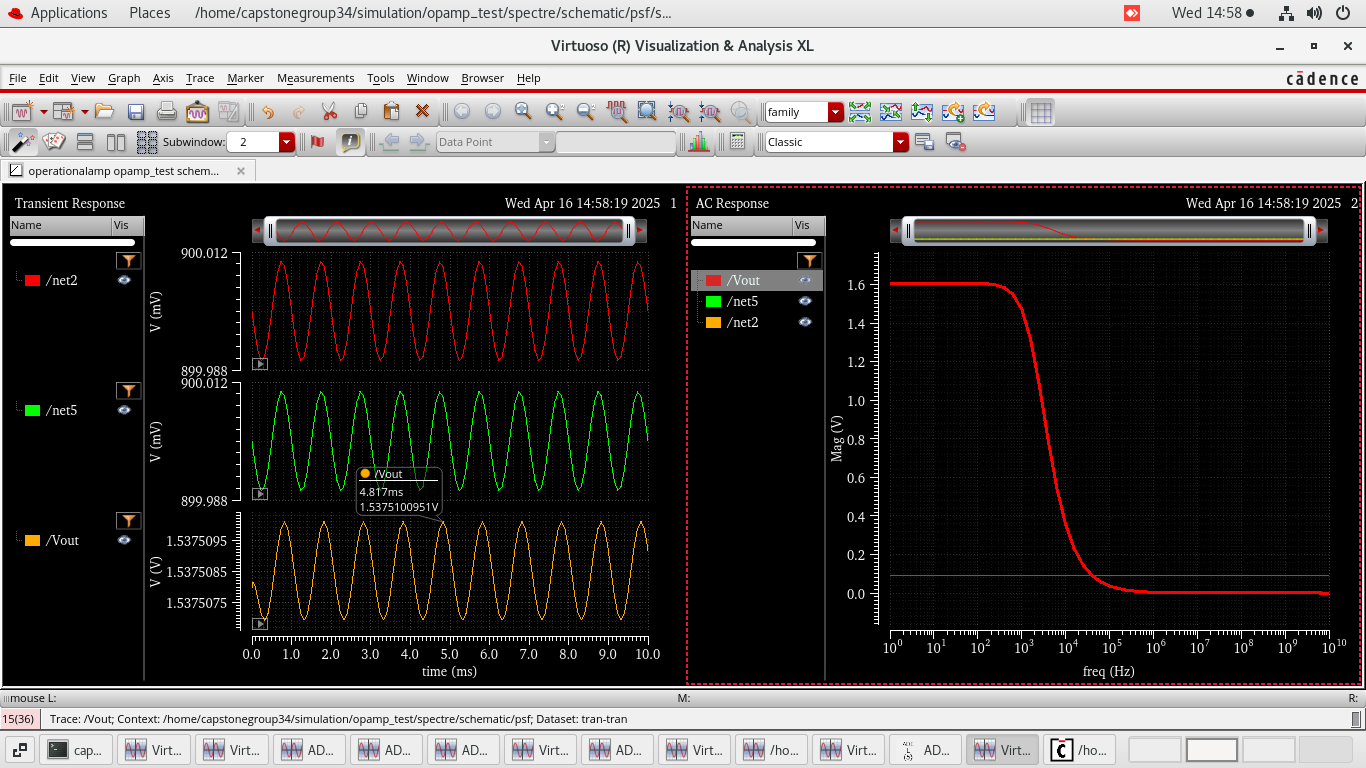 Applications Places /home/capstonegroup34/simulation/opamp_test/spectre/schematic/psf/s... Wed 14:58
Virtuoso (R) Visualization & Analysis XL
File Edit View Graph Axis Trace Marker Measurements Tools Window Browser Help
cādence
family
Subwindow: 2 Data Point Classic
operationalamp opamp_test schem...
Transient Response Wed Apr 16 14:58:19 2025 1
Name Vis
/net2
V (mV)
900.012
899.988
/net5
V (mV)
900.012
899.988
/Vout
4.817ms
1.5375100951V
/Vout
V (V)
1.5375095
1.5375085
1.5375075
0.0 1.0 2.0 3.0 4.0 5.0 6.0 7.0 8.0 9.0 10.0
time (ms)
AC Response Wed Apr 16 14:58:19 2025 2
Name Vis
/Vout
/net5
/net2
Mag (V)
1.6
1.4
1.2
1.0
0.8
0.6
0.4
0.2
0.0
10^0 10^1 10^2 10^3 10^4 10^5 10^6 10^7 10^8 10^9 10^10
freq (Hz)
mouse L: M: R:
15(36) Trace: /Vout; Context: /home/capstonegroup34/simulation/opamp_test/spectre/schematic/psf; Dataset: tran-tran
cap... Virt... Virt... AD... AD... AD... Virt... AD... Virt... /ho... Virt... AD... Virt... /ho...